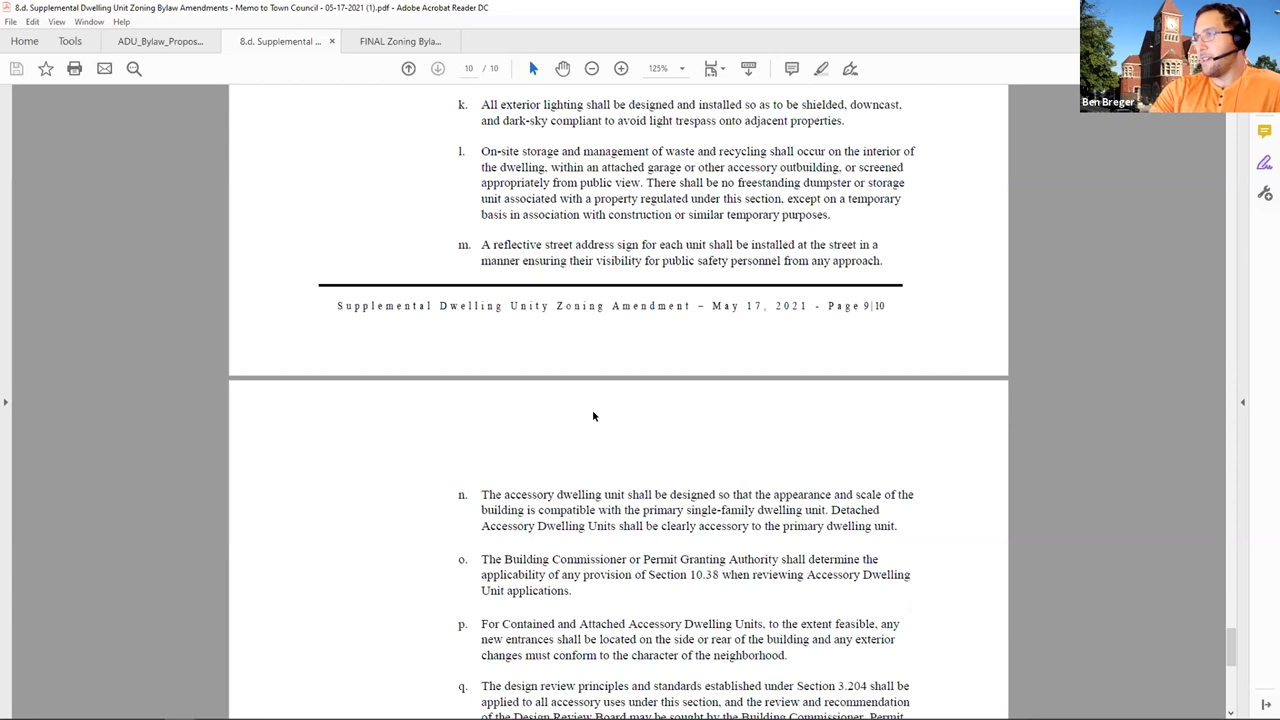 8.d. Supplemental Dwelling Unit Zoning Bylaw Amendments - Memo to Town Council - 05-17-2021 (1).pdf - Adobe Acrobat Reader DC
File Edit View Window Help
Home Tools ADU_Bylaw_Propos... 8.d. Supplemental ... × FINAL Zoning Byla...
10 / 10 125%
Ben Breger
k. All exterior lighting shall be designed and installed so as to be shielded, downcast,
and dark-sky compliant to avoid light trespass onto adjacent properties.
l. On-site storage and management of waste and recycling shall occur on the interior of
the dwelling, within an attached garage or other accessory outbuilding, or screened
appropriately from public view. There shall be no freestanding dumpster or storage
unit associated with a property regulated under this section, except on a temporary
basis in association with construction or similar temporary purposes.
m. A reflective street address sign for each unit shall be installed at the street in a
manner ensuring their visibility for public safety personnel from any approach.
Supplemental Dwelling Unity Zoning Amendment – May 17, 2021 - Page 9|10
n. The accessory dwelling unit shall be designed so that the appearance and scale of the
building is compatible with the primary single-family dwelling unit. Detached
Accessory Dwelling Units shall be clearly accessory to the primary dwelling unit.
o. The Building Commissioner or Permit Granting Authority shall determine the
applicability of any provision of Section 10.38 when reviewing Accessory Dwelling
Unit applications.
p. For Contained and Attached Accessory Dwelling Units, to the extent feasible, any
new entrances shall be located on the side or rear of the building and any exterior
changes must conform to the character of the neighborhood.
q. The design review principles and standards established under Section 3.204 shall be
applied to all accessory uses under this section, and the review and recommendation
of the Design Review Board may be sought by the Building Commissioner, Permit